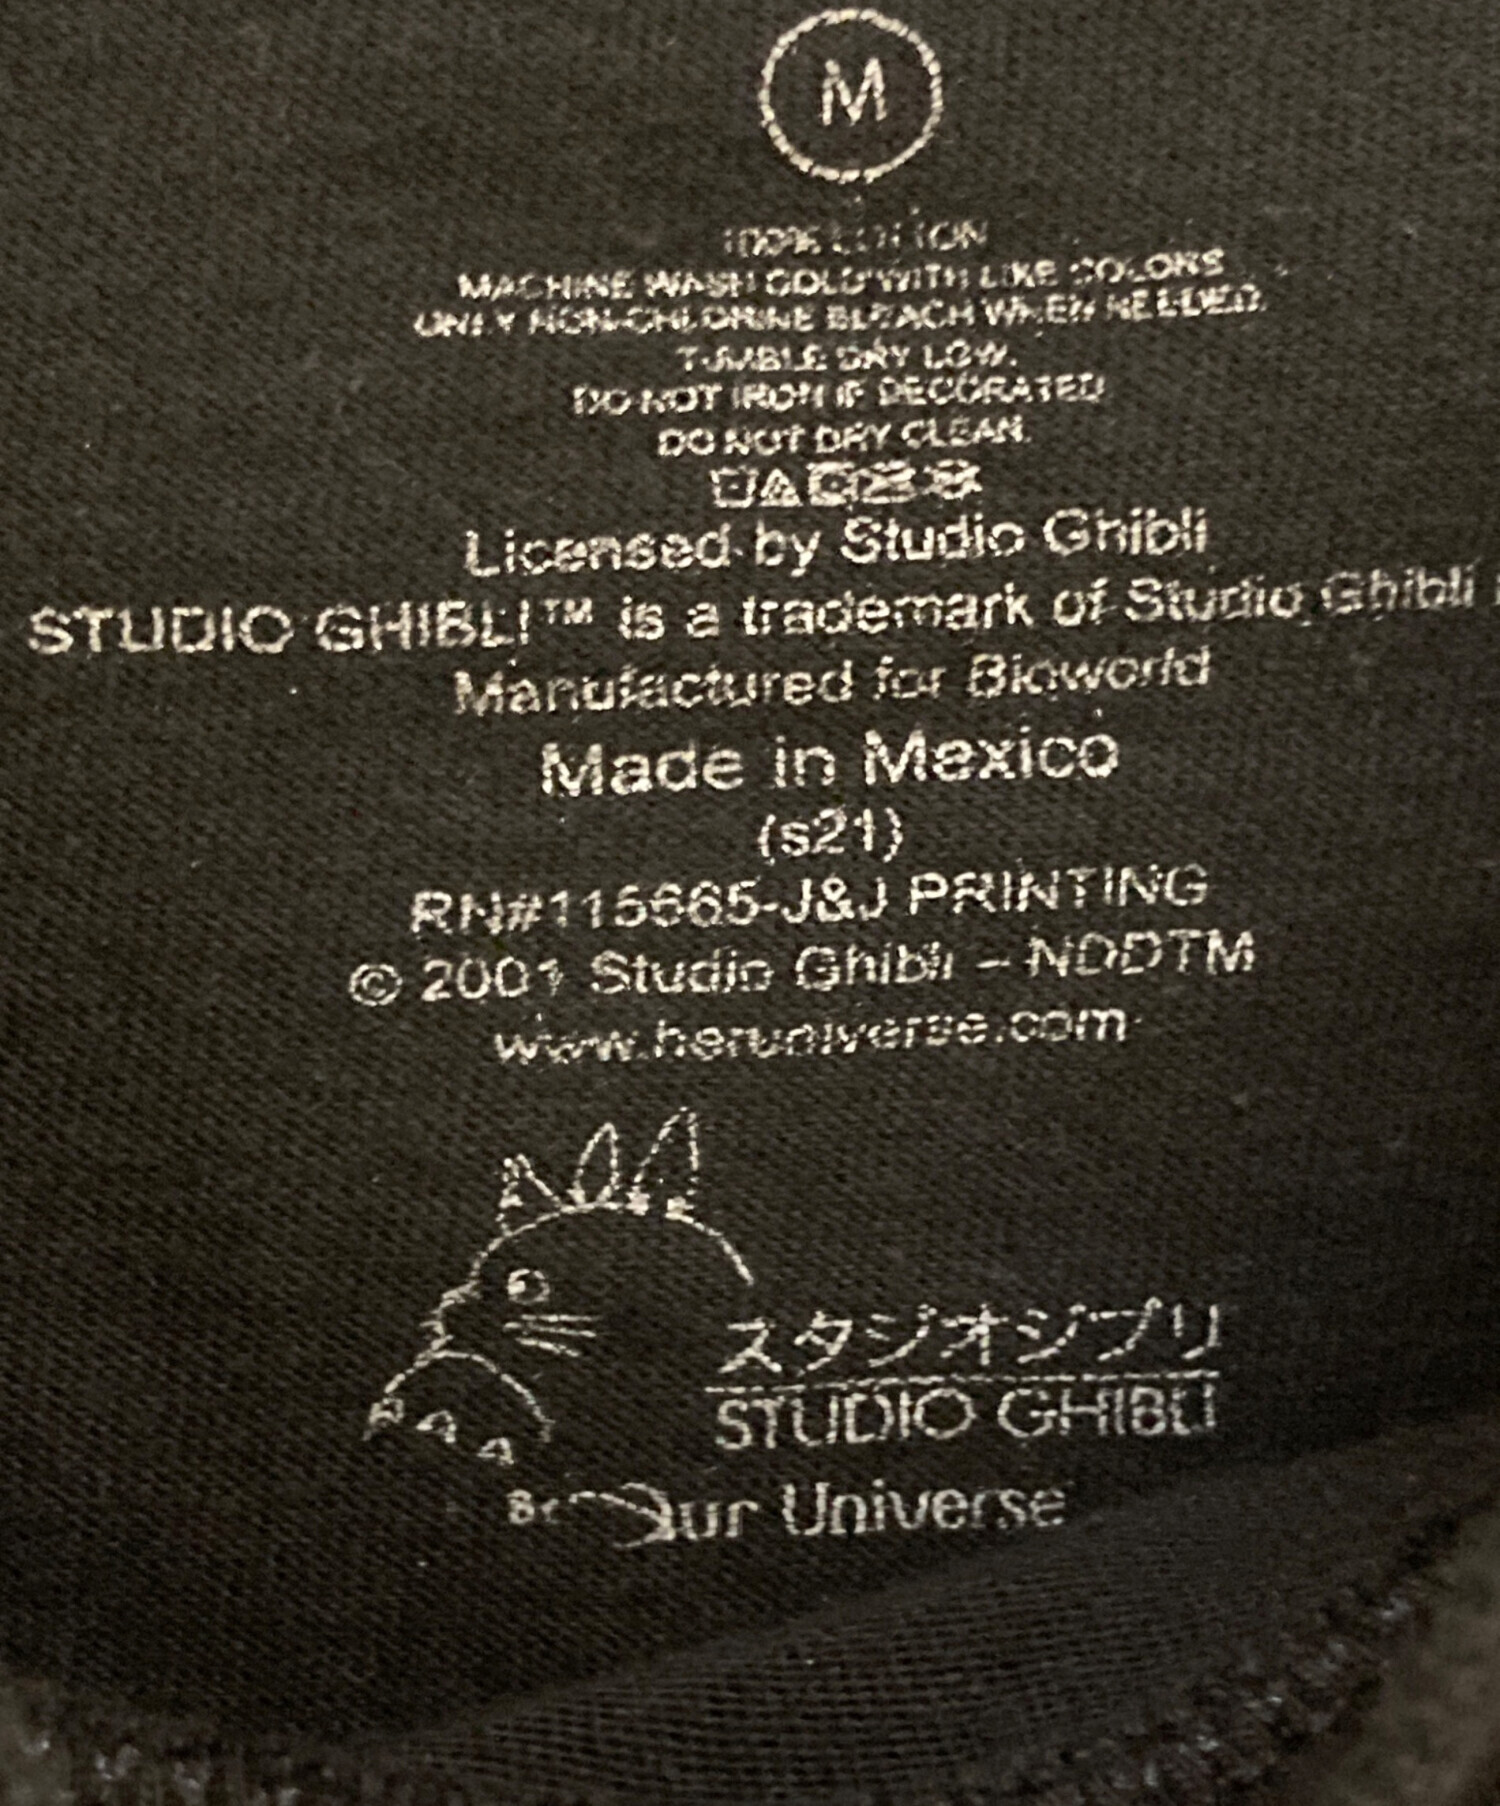 M
100% COTTON
MACHINE WASH COLD WITH LIKE COLORS
ONLY NON-CHLORINE BLEACH WHEN NEEDED.
TUMBLE DRY LOW.
DO NOT IRON IF DECORATED
DO NOT DRY CLEAN.
Licensed by Studio Ghibli
STUDIO GHIBLI™ is a trademark of Studio Ghibli
Manufactured for Bioworld
Made in Mexico
(s21)
RN#115665-J&J PRINTING
© 2001 Studio Ghibli – NDDTM
www.heruniverse.com
スタジオジブリ
STUDIO GHIBLI
Universe